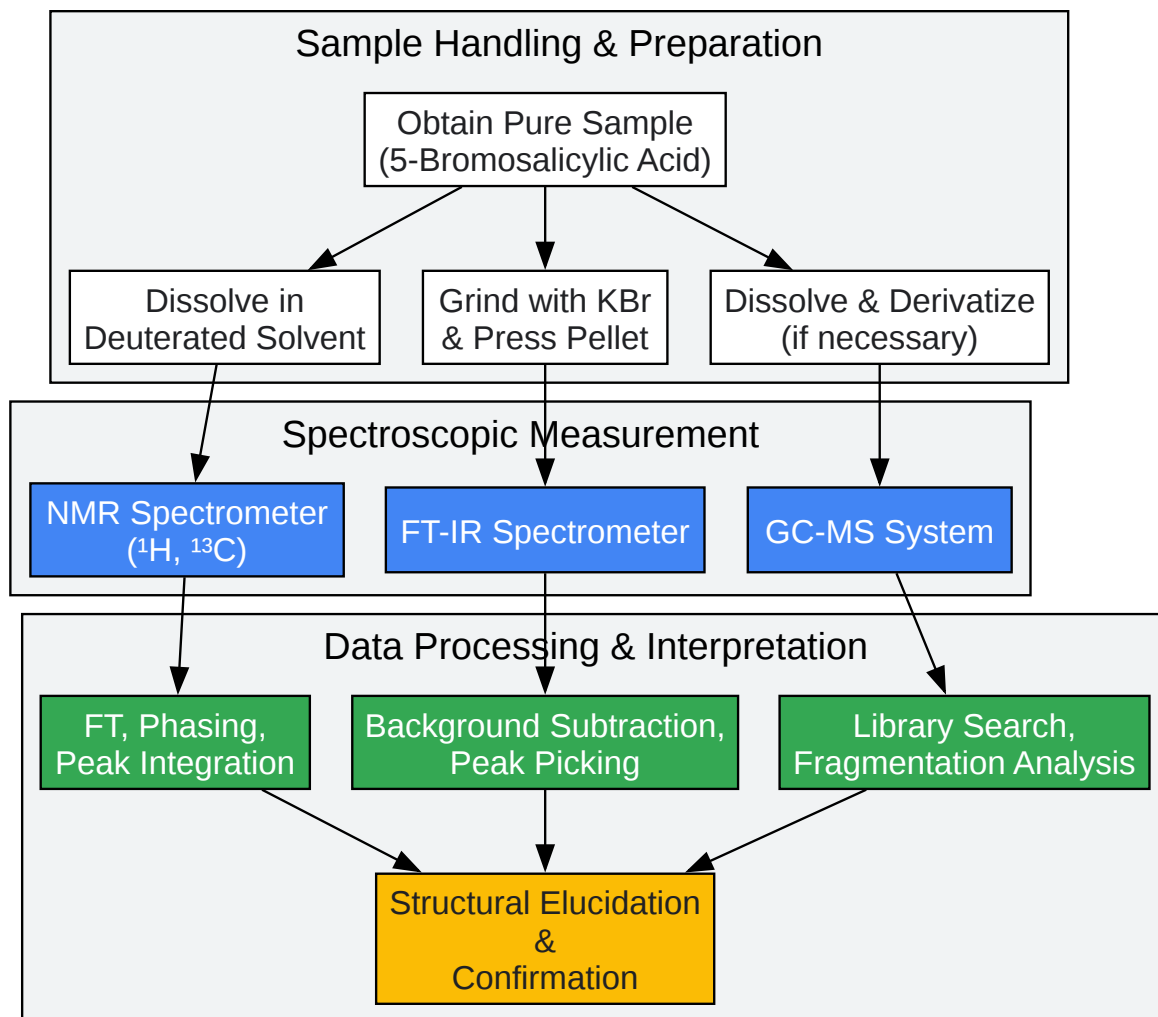 Sample Handling & Preparation
Obtain Pure Sample
(5-Bromosalicylic Acid)
Dissolve in
Deuterated Solvent
Grind with KBr
& Press Pellet
Dissolve & Derivatize
(if necessary)
Spectroscopic Measurement
NMR Spectrometer
(¹H, ¹³C)
FT-IR Spectrometer
GC-MS System
Data Processing & Interpretation
FT, Phasing,
Peak Integration
Background Subtraction,
Peak Picking
Library Search,
Fragmentation Analysis
Structural Elucidation
&
Confirmation